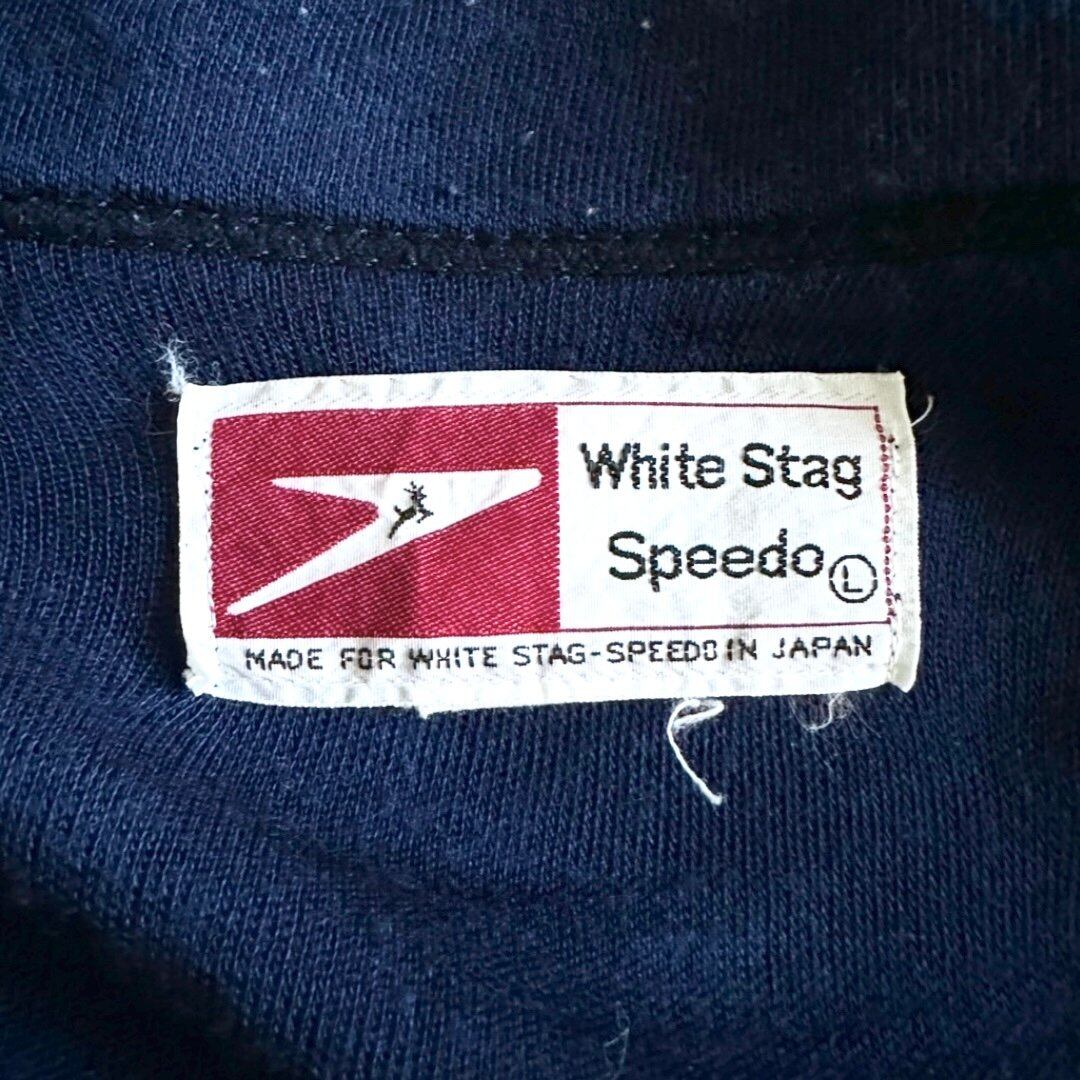 White Stag
Speedo Ⓛ
MADE FOR WHITE STAG-SPEEDO IN JAPAN